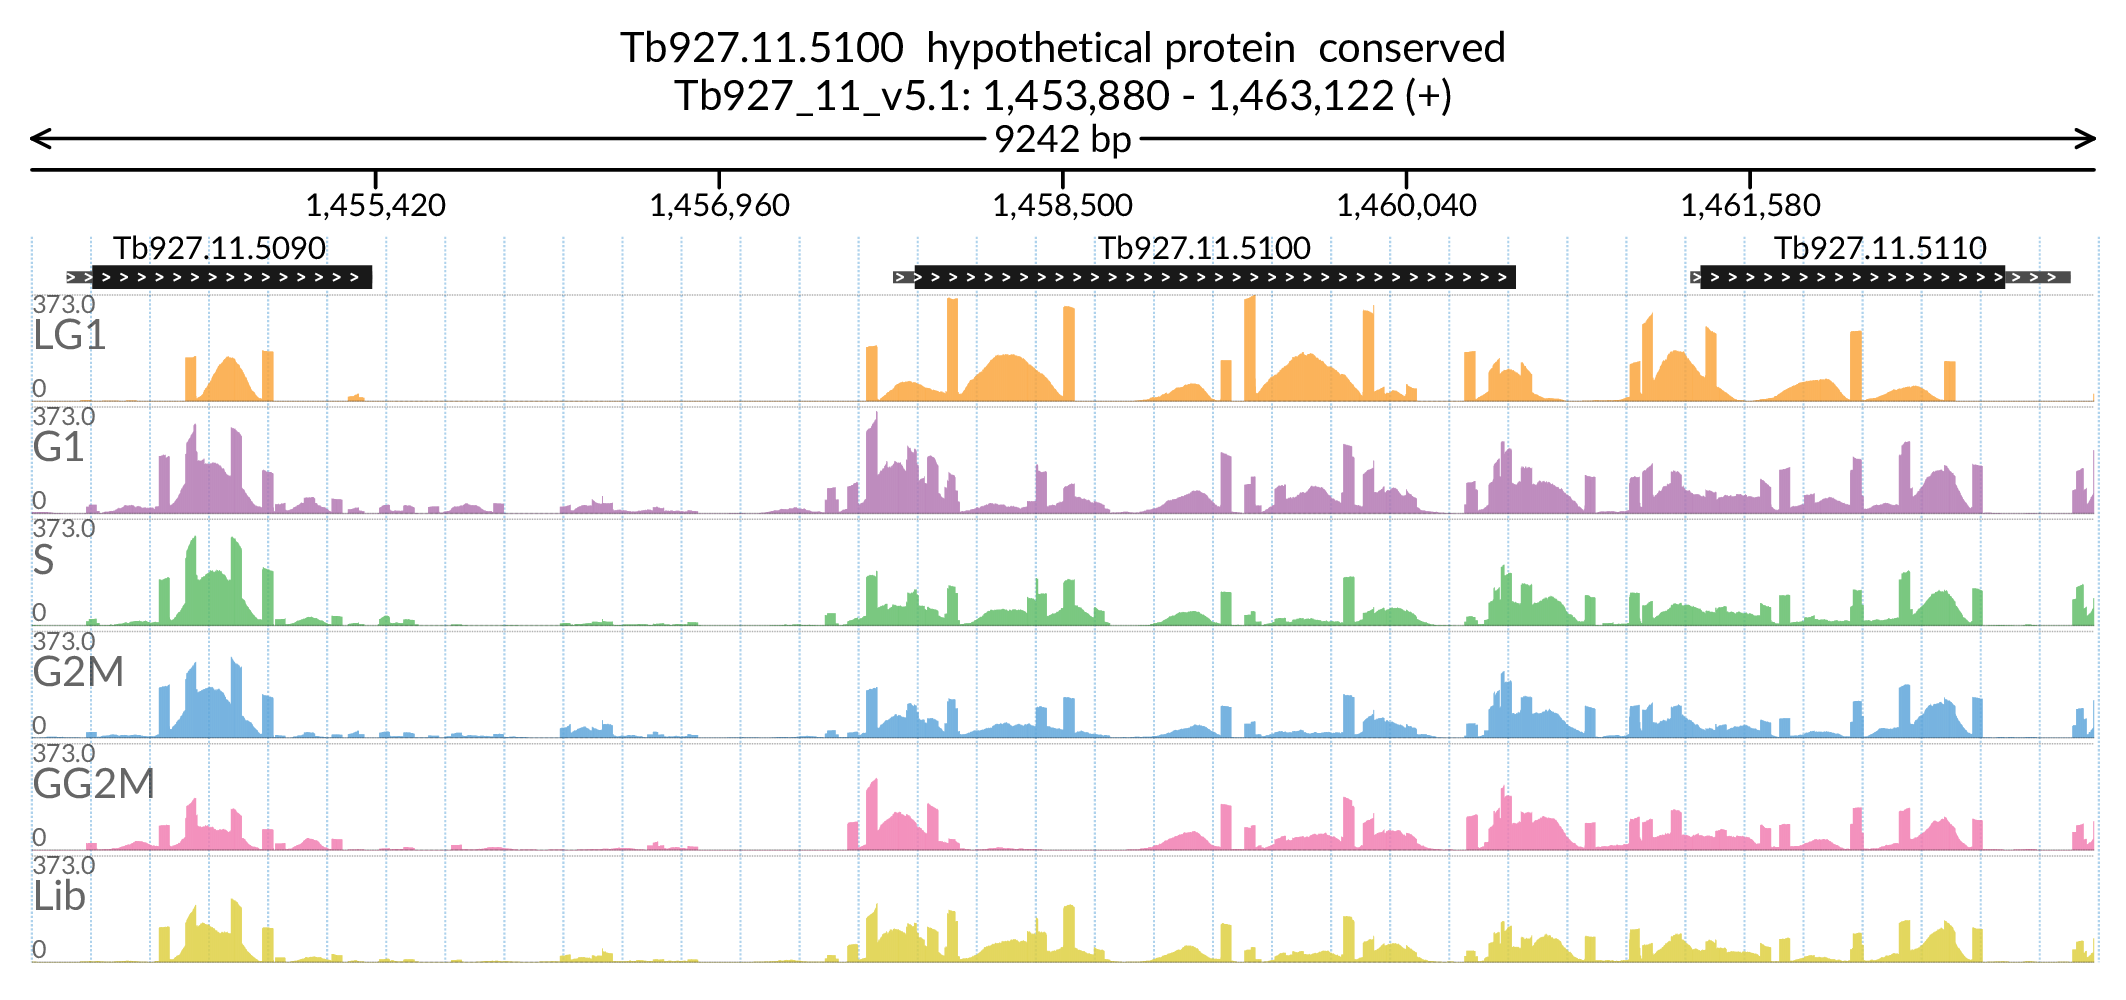 Tb927.11.5100  hypothetical protein  conserved
Tb927_11_v5.1: 1,453,880 - 1,463,122 (+)
9242 bp
1,455,420 1,456,960 1,458,500 1,460,040 1,461,580
Tb927.11.5090 Tb927.11.5100 Tb927.11.5110
373.0
LG1
0
373.0
G1
0
373.0
S
0
373.0
G2M
0
373.0
GG2M
0
373.0
Lib
0